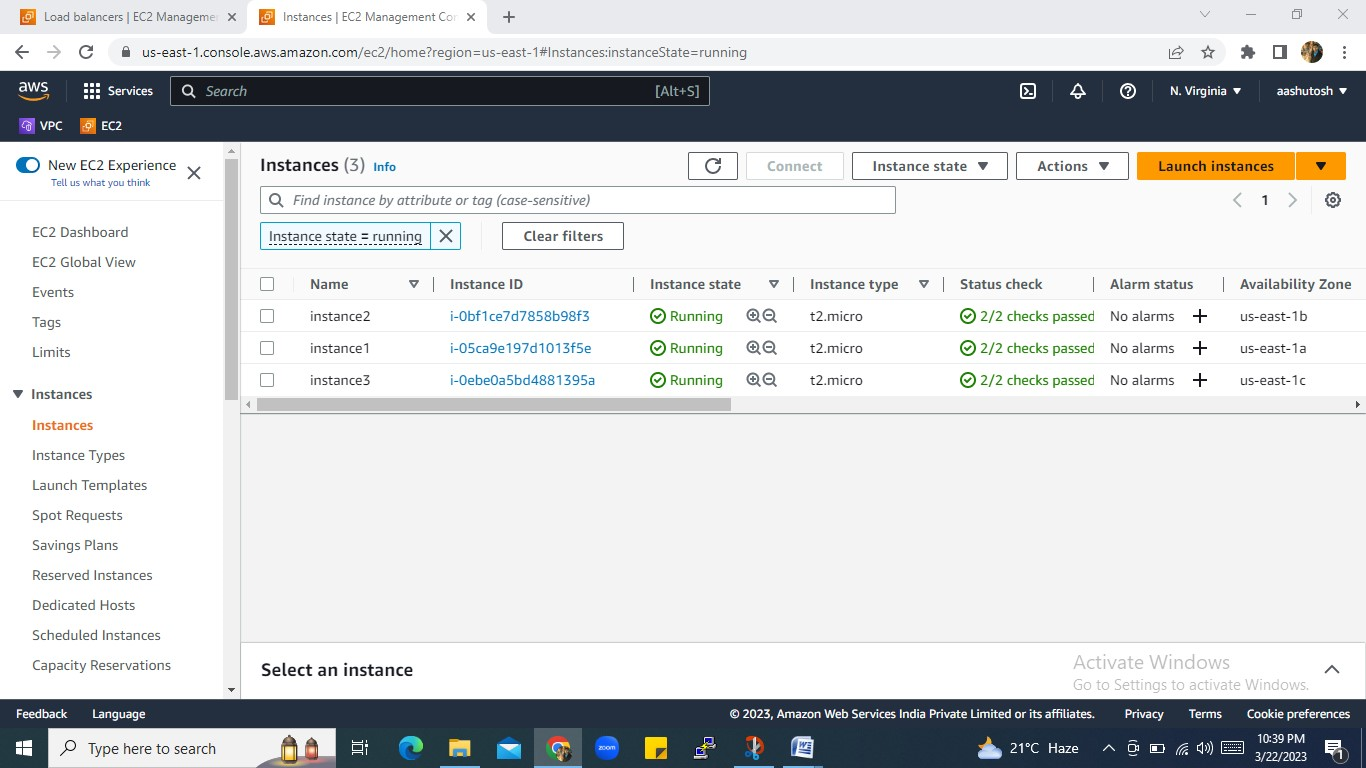 Load balancers | EC2 Manageme
Instances | EC2 Management Con
us-east-1.console.aws.amazon.com/ec2/home?region=us-east-1#Instances:instanceState=running
aws
Services
Search
[Alt+S]
N. Virginia
aashutosh
VPC
EC2
New EC2 Experience
Tell us what you think
EC2 Dashboard
EC2 Global View
Events
Tags
Limits
Instances
Instances
Instance Types
Launch Templates
Spot Requests
Savings Plans
Reserved Instances
Dedicated Hosts
Scheduled Instances
Capacity Reservations
Instances (3) Info
Connect
Instance state
Actions
Launch instances
Find instance by attribute or tag (case-sensitive)
1
Instance state = running
Clear filters
Name Instance ID Instance state Instance type Status check Alarm status Availability Zone
instance2 i-0bf1ce7d7858b98f3 Running t2.micro 2/2 checks passed No alarms us-east-1b
instance1 i-05ca9e197d1013f5e Running t2.micro 2/2 checks passed No alarms us-east-1a
instance3 i-0ebe0a5bd4881395a Running t2.micro 2/2 checks passed No alarms us-east-1c
Select an instance
Activate Windows
Go to Settings to activate Windows.
Feedback
Language
© 2023, Amazon Web Services India Private Limited or its affiliates.
Privacy
Terms
Cookie preferences
Type here to search
zoom
21°C Haze
10:39 PM
3/22/2023
1